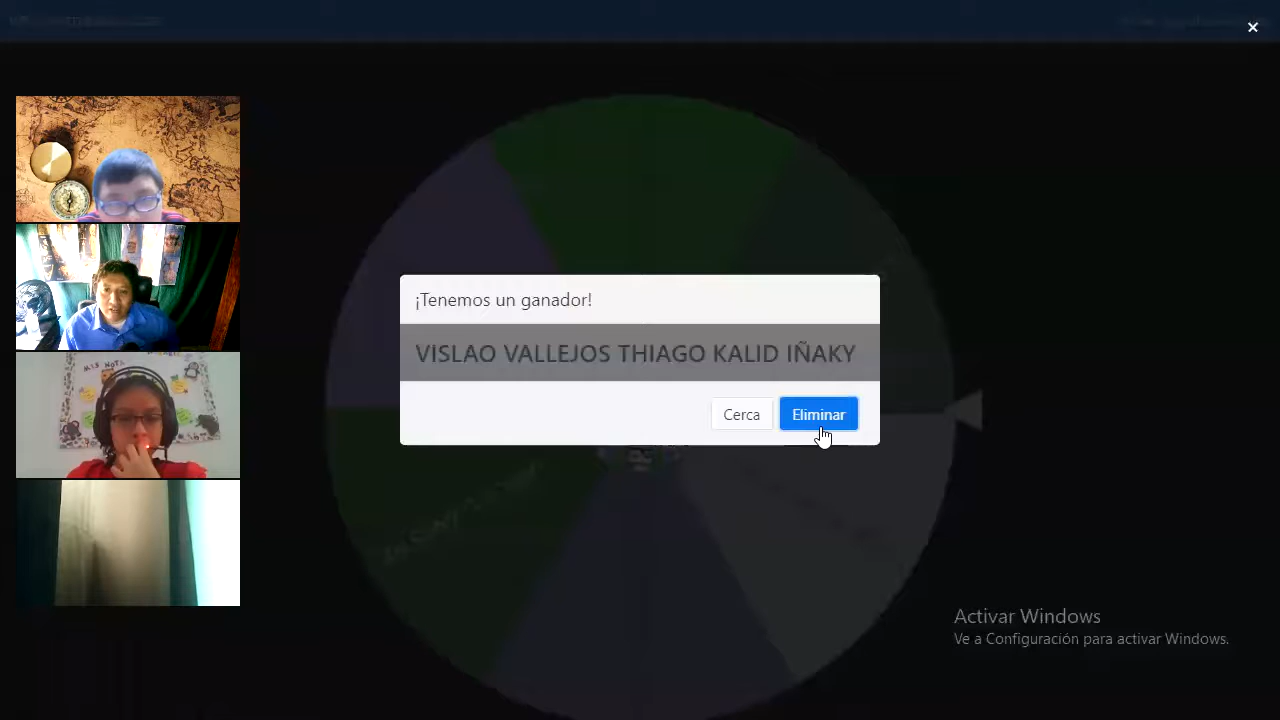 ¡Tenemos un ganador!
VISLAO VALLEJOS THIAGO KALID IÑAKY
Cerca
Eliminar
Activar Windows
Ve a Configuración para activar Windows.